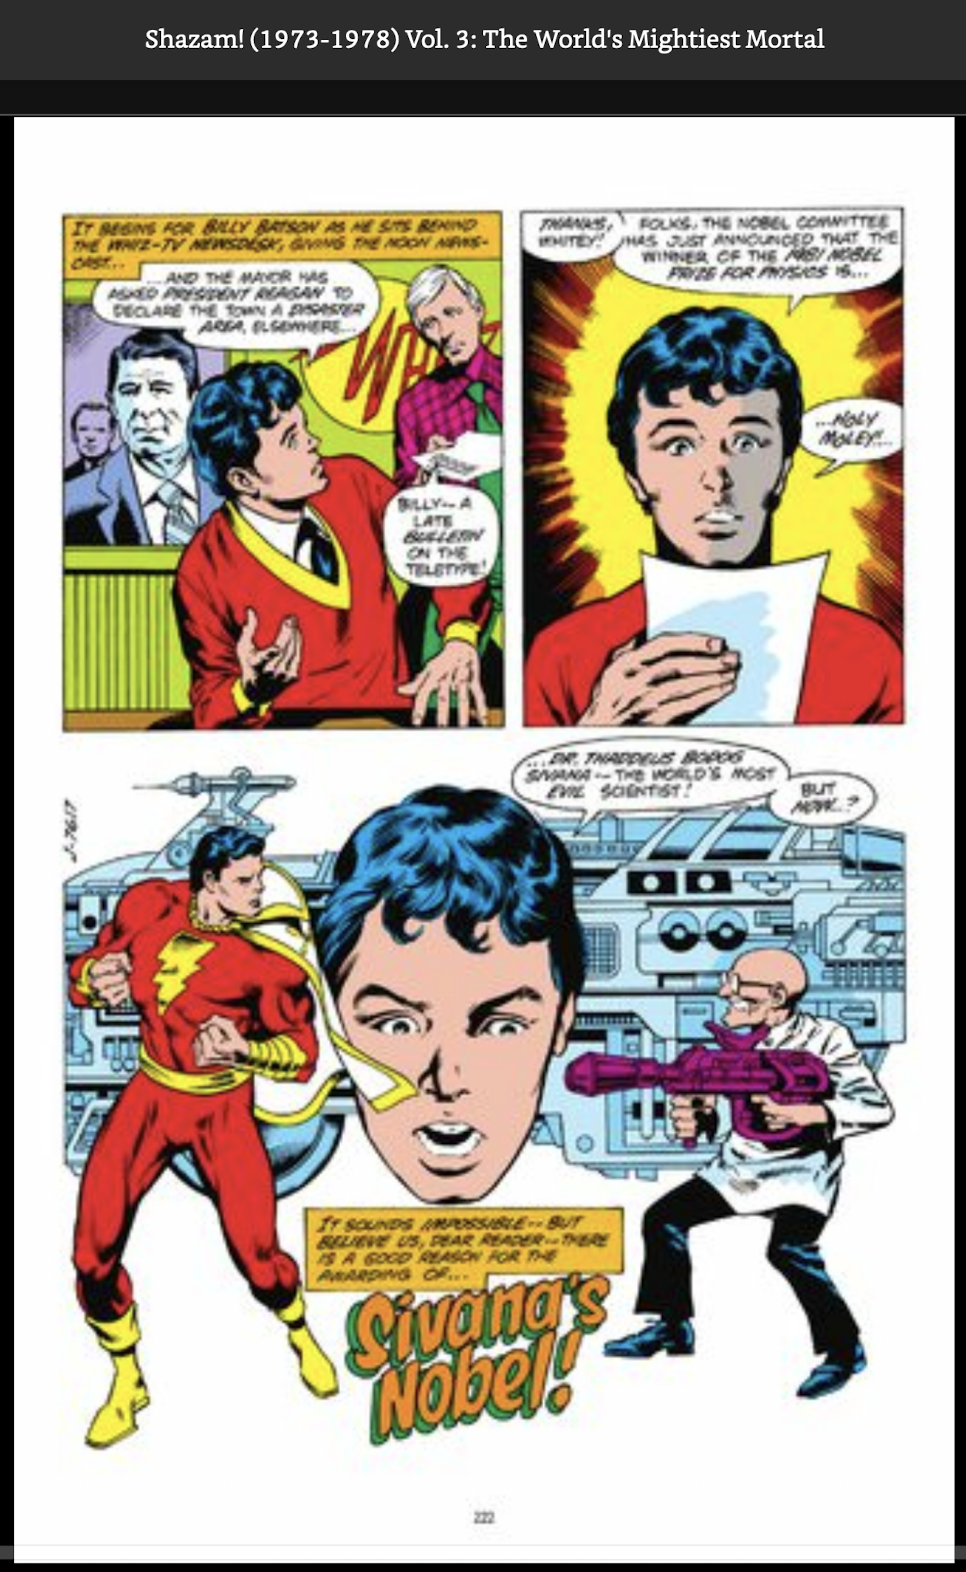 Shazam! (1973-1978) Vol. 3: The World's Mightiest Mortal
IT BEGINS FOR BILLY BATSON AS HE SITS BEHIND
THE WHIZ-TV NEWSDESK, GIVING THE NOON NEWS-
CAST...
...AND THE MAYOR HAS
ASKED PRESIDENT REAGAN TO
DECLARE THE TOWN A DISASTER
AREA, ELSEWHERE...
WH
BILLY--A
LATE
BULLETIN
ON THE
TELETYPE!
THANKS,
WHITEY!
FOLKS, THE NOBEL COMMITTEE
HAS JUST ANNOUNCED THAT THE
WINNER OF THE 1981 NOBEL
PRIZE FOR PHYSICS IS...
...HOLY
MOLEY!...
...DR. THADDEUS BODOG
SIVANA--THE WORLD'S MOST
EVIL SCIENTIST!
BUT
HOW..?
J-7617
IT SOUNDS IMPOSSIBLE--BUT
BELIEVE US, DEAR READER--THERE
IS A GOOD REASON FOR THE
AWARDING OF...
Sivana's
Nobel!
222